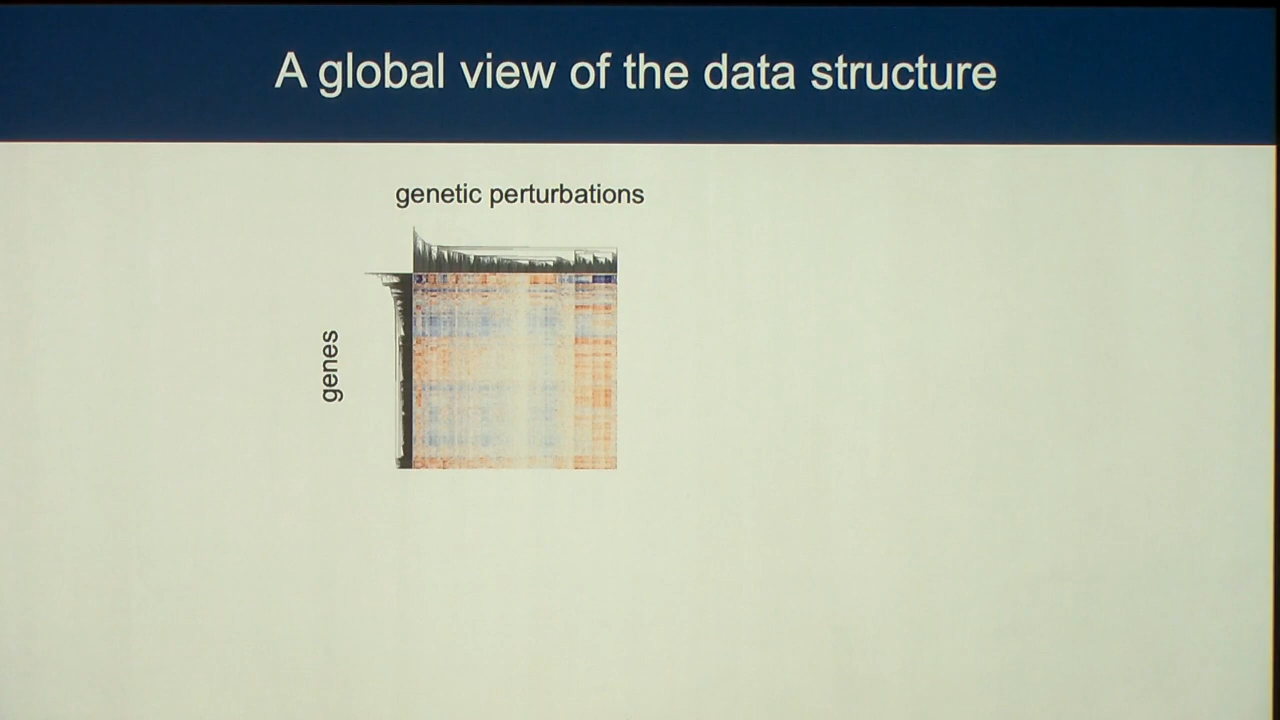 A global view of the data structure
genetic perturbations
genes